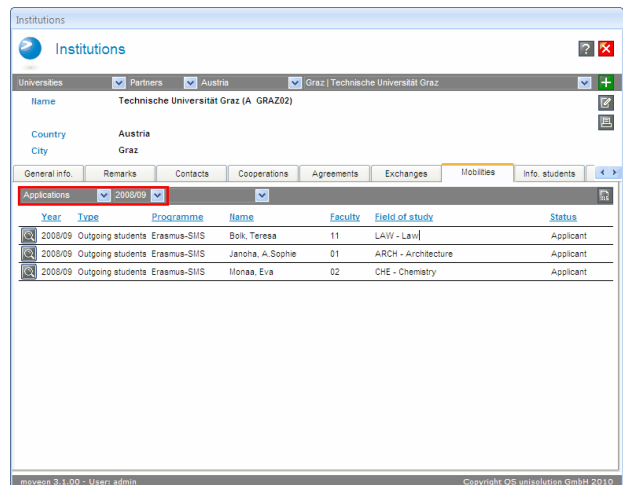 Institutions
Institutions
?
Universities Partners Austria Graz | Technische Universität Graz
Name Technische Universität Graz (A GRAZ02)
Country Austria
City Graz
General info. Remarks Contacts Cooperations Agreements Exchanges Mobilities Info. students
Applications 2008/09
Year Type Programme Name Faculty Field of study Status
2008/09 Outgoing students Erasmus-SMS Bolk, Teresa 11 LAW - Law Applicant
2008/09 Outgoing students Erasmus-SMS Janoha, A.Sophie 01 ARCH - Architecture Applicant
2008/09 Outgoing students Erasmus-SMS Monaa, Eva 02 CHE - Chemistry Applicant
moveon 3.1.00 - User: admin Copyright QS unisolution GmbH 2010